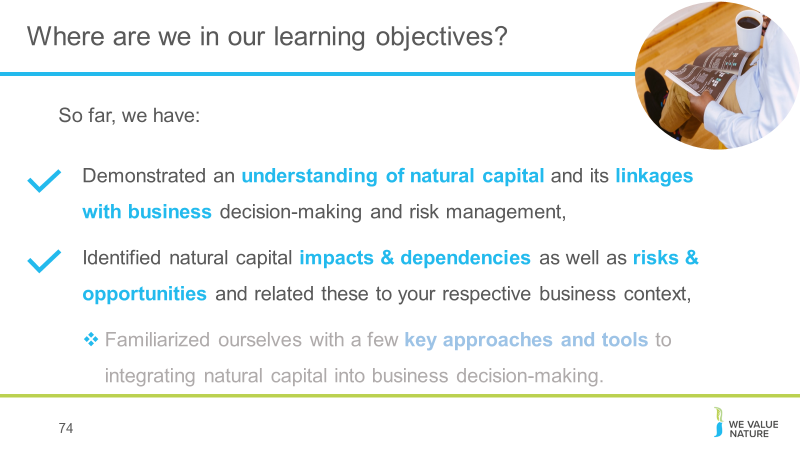 Where are we in our learning objectives?
So far, we have:
Demonstrated an understanding of natural capital and its linkages
with business decision-making and risk management,
Identified natural capital impacts & dependencies as well as risks &
opportunities and related these to your respective business context,
Familiarized ourselves with a few key approaches and tools to
integrating natural capital into business decision-making.
74
WE VALUE
NATURE